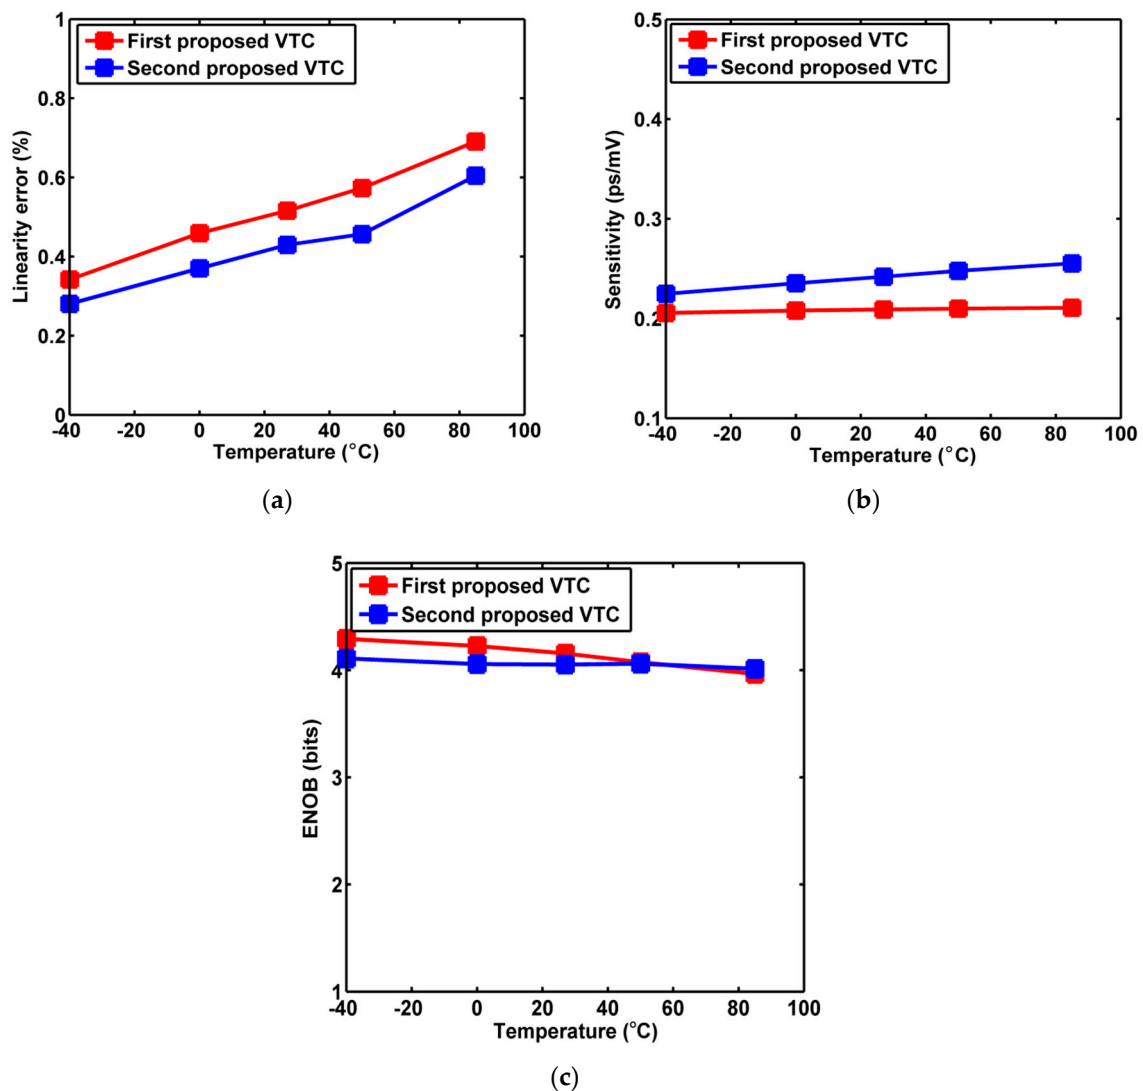 1
0.8
0.6
0.4
0.2
0
Linearity error (%)
First proposed VTC
Second proposed VTC
-40 -20 0 20 40 60 80 100
Temperature (°C)
(a)
0.5
0.4
0.3
0.2
0.1
Sensitivity (ps/mV)
First proposed VTC
Second proposed VTC
-40 -20 0 20 40 60 80 100
Temperature (°C)
(b)
5
4
3
2
1
ENOB (bits)
First proposed VTC
Second proposed VTC
-40 -20 0 20 40 60 80 100
Temperature (°C)
(c)